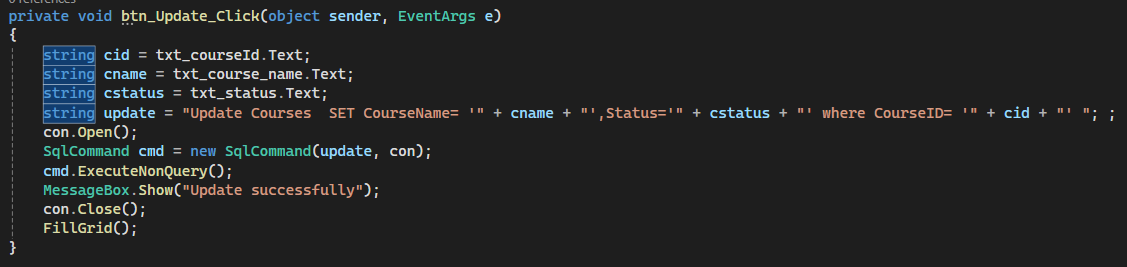 0 references
private void btn_Update_Click(object sender, EventArgs e)
{
string cid = txt_courseId.Text;
string cname = txt_course_name.Text;
string cstatus = txt_status.Text;
string update = "Update Courses  SET CourseName= '" + cname + "',Status='" + cstatus + "' where CourseID= '" + cid + "' "; ;
con.Open();
SqlCommand cmd = new SqlCommand(update, con);
cmd.ExecuteNonQuery();
MessageBox.Show("Update successfully");
con.Close();
FillGrid();
}